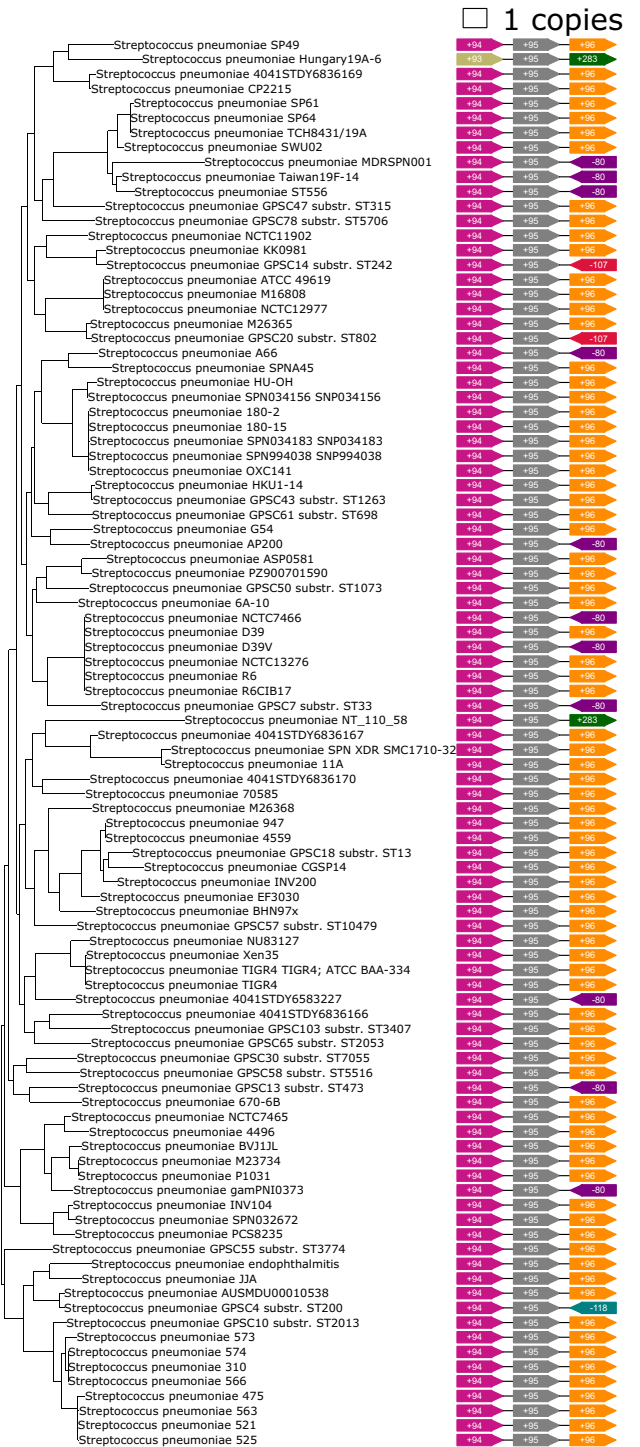 1 copies
Streptococcus pneumoniae SP49 +94 +95 +96
Streptococcus pneumoniae Hungary19A-6 +93 +95 +283
Streptococcus pneumoniae 4041STDY6836169 +94 +95 +96
Streptococcus pneumoniae CP2215 +94 +95 +96
Streptococcus pneumoniae SP61 +94 +95 +96
Streptococcus pneumoniae SP64 +94 +95 +96
Streptococcus pneumoniae TCH8431/19A +94 +95 +96
Streptococcus pneumoniae SWU02 +94 +95 +96
Streptococcus pneumoniae MDRSPN001 +94 +95 -80
Streptococcus pneumoniae Taiwan19F-14 +94 +95 -80
Streptococcus pneumoniae ST556 +94 +95 -80
Streptococcus pneumoniae GPSC47 substr. ST315 +94 +95 +96
Streptococcus pneumoniae GPSC78 substr. ST5706 +94 +95 +96
Streptococcus pneumoniae NCTC11902 +94 +95 +96
Streptococcus pneumoniae KK0981 +94 +95 +96
Streptococcus pneumoniae GPSC14 substr. ST242 +94 +95 -107
Streptococcus pneumoniae ATCC 49619 +94 +95 +96
Streptococcus pneumoniae M16808 +94 +95 +96
Streptococcus pneumoniae NCTC12977 +94 +95 +96
Streptococcus pneumoniae M26365 +94 +95 +96
Streptococcus pneumoniae GPSC20 substr. ST802 +94 +95 -107
Streptococcus pneumoniae A66 +94 +95 -80
Streptococcus pneumoniae SPNA45 +94 +95 +96
Streptococcus pneumoniae HU-OH +94 +95 +96
Streptococcus pneumoniae SPN034156 SNP034156 +94 +95 +96
Streptococcus pneumoniae 180-2 +94 +95 +96
Streptococcus pneumoniae 180-15 +94 +95 +96
Streptococcus pneumoniae SPN034183 SNP034183 +94 +95 +96
Streptococcus pneumoniae SPN994038 SNP994038 +94 +95 +96
Streptococcus pneumoniae OXC141 +94 +95 +96
Streptococcus pneumoniae HKU1-14 +94 +95 +96
Streptococcus pneumoniae GPSC43 substr. ST1263 +94 +95 +96
Streptococcus pneumoniae GPSC61 substr. ST698 +94 +95 +96
Streptococcus pneumoniae G54 +94 +95 +96
Streptococcus pneumoniae AP200 +94 +95 -80
Streptococcus pneumoniae ASP0581 +94 +95 +96
Streptococcus pneumoniae PZ900701590 +94 +95 +96
Streptococcus pneumoniae GPSC50 substr. ST1073 +94 +95 +96
Streptococcus pneumoniae 6A-10 +94 +95 +96
Streptococcus pneumoniae NCTC7466 +94 +95 -80
Streptococcus pneumoniae D39 +94 +95 +96
Streptococcus pneumoniae D39V +94 +95 -80
Streptococcus pneumoniae NCTC13276 +94 +95 +96
Streptococcus pneumoniae R6 +94 +95 +96
Streptococcus pneumoniae R6CIB17 +94 +95 +96
Streptococcus pneumoniae GPSC7 substr. ST33 +94 +95 -80
Streptococcus pneumoniae NT_110_58 +94 +95 +283
Streptococcus pneumoniae 4041STDY6836167 +94 +95 +96
Streptococcus pneumoniae SPN XDR SMC1710-32 +94 +95 +96
Streptococcus pneumoniae 11A +94 +95 +96
Streptococcus pneumoniae 4041STDY6836170 +94 +95 +96
Streptococcus pneumoniae 70585 +94 +95 +96
Streptococcus pneumoniae M26368 +94 +95 +96
Streptococcus pneumoniae 947 +94 +95 +96
Streptococcus pneumoniae 4559 +94 +95 +96
Streptococcus pneumoniae GPSC18 substr. ST13 +94 +95 +96
Streptococcus pneumoniae CGSP14 +94 +95 +96
Streptococcus pneumoniae INV200 +94 +95 +96
Streptococcus pneumoniae EF3030 +94 +95 +96
Streptococcus pneumoniae BHN97x +94 +95 +96
Streptococcus pneumoniae GPSC57 substr. ST10479 +94 +95 +96
Streptococcus pneumoniae NU83127 +94 +95 +96
Streptococcus pneumoniae Xen35 +94 +95 +96
Streptococcus pneumoniae TIGR4 TIGR4; ATCC BAA-334 +94 +95 +96
Streptococcus pneumoniae TIGR4 +94 +95 +96
Streptococcus pneumoniae 4041STDY6583227 +94 +95 -80
Streptococcus pneumoniae 4041STDY6836166 +94 +95 +96
Streptococcus pneumoniae GPSC103 substr. ST3407 +94 +95 +96
Streptococcus pneumoniae GPSC65 substr. ST2053 +94 +95 +96
Streptococcus pneumoniae GPSC30 substr. ST7055 +94 +95 +96
Streptococcus pneumoniae GPSC58 substr. ST5516 +94 +95 +96
Streptococcus pneumoniae GPSC13 substr. ST473 +94 +95 -80
Streptococcus pneumoniae 670-6B +94 +95 +96
Streptococcus pneumoniae NCTC7465 +94 +95 +96
Streptococcus pneumoniae 4496 +94 +95 +96
Streptococcus pneumoniae BVJ1JL +94 +95 +96
Streptococcus pneumoniae M23734 +94 +95 +96
Streptococcus pneumoniae P1031 +94 +95 +96
Streptococcus pneumoniae gamPNI0373 +94 +95 -80
Streptococcus pneumoniae INV104 +94 +95 +96
Streptococcus pneumoniae SPN032672 +94 +95 +96
Streptococcus pneumoniae PCS8235 +94 +95 +96
Streptococcus pneumoniae GPSC55 substr. ST3774 +94 +95 +96
Streptococcus pneumoniae endophthalmitis +94 +95 +96
Streptococcus pneumoniae JJA +94 +95 +96
Streptococcus pneumoniae AUSMDU00010538 +94 +95 +96
Streptococcus pneumoniae GPSC4 substr. ST200 +94 +95 -118
Streptococcus pneumoniae GPSC10 substr. ST2013 +94 +95 +96
Streptococcus pneumoniae 573 +94 +95 +96
Streptococcus pneumoniae 574 +94 +95 +96
Streptococcus pneumoniae 310 +94 +95 +96
Streptococcus pneumoniae 566 +94 +95 +96
Streptococcus pneumoniae 475 +94 +95 +96
Streptococcus pneumoniae 563 +94 +95 +96
Streptococcus pneumoniae 521 +94 +95 +96
Streptococcus pneumoniae 525 +94 +95 +96